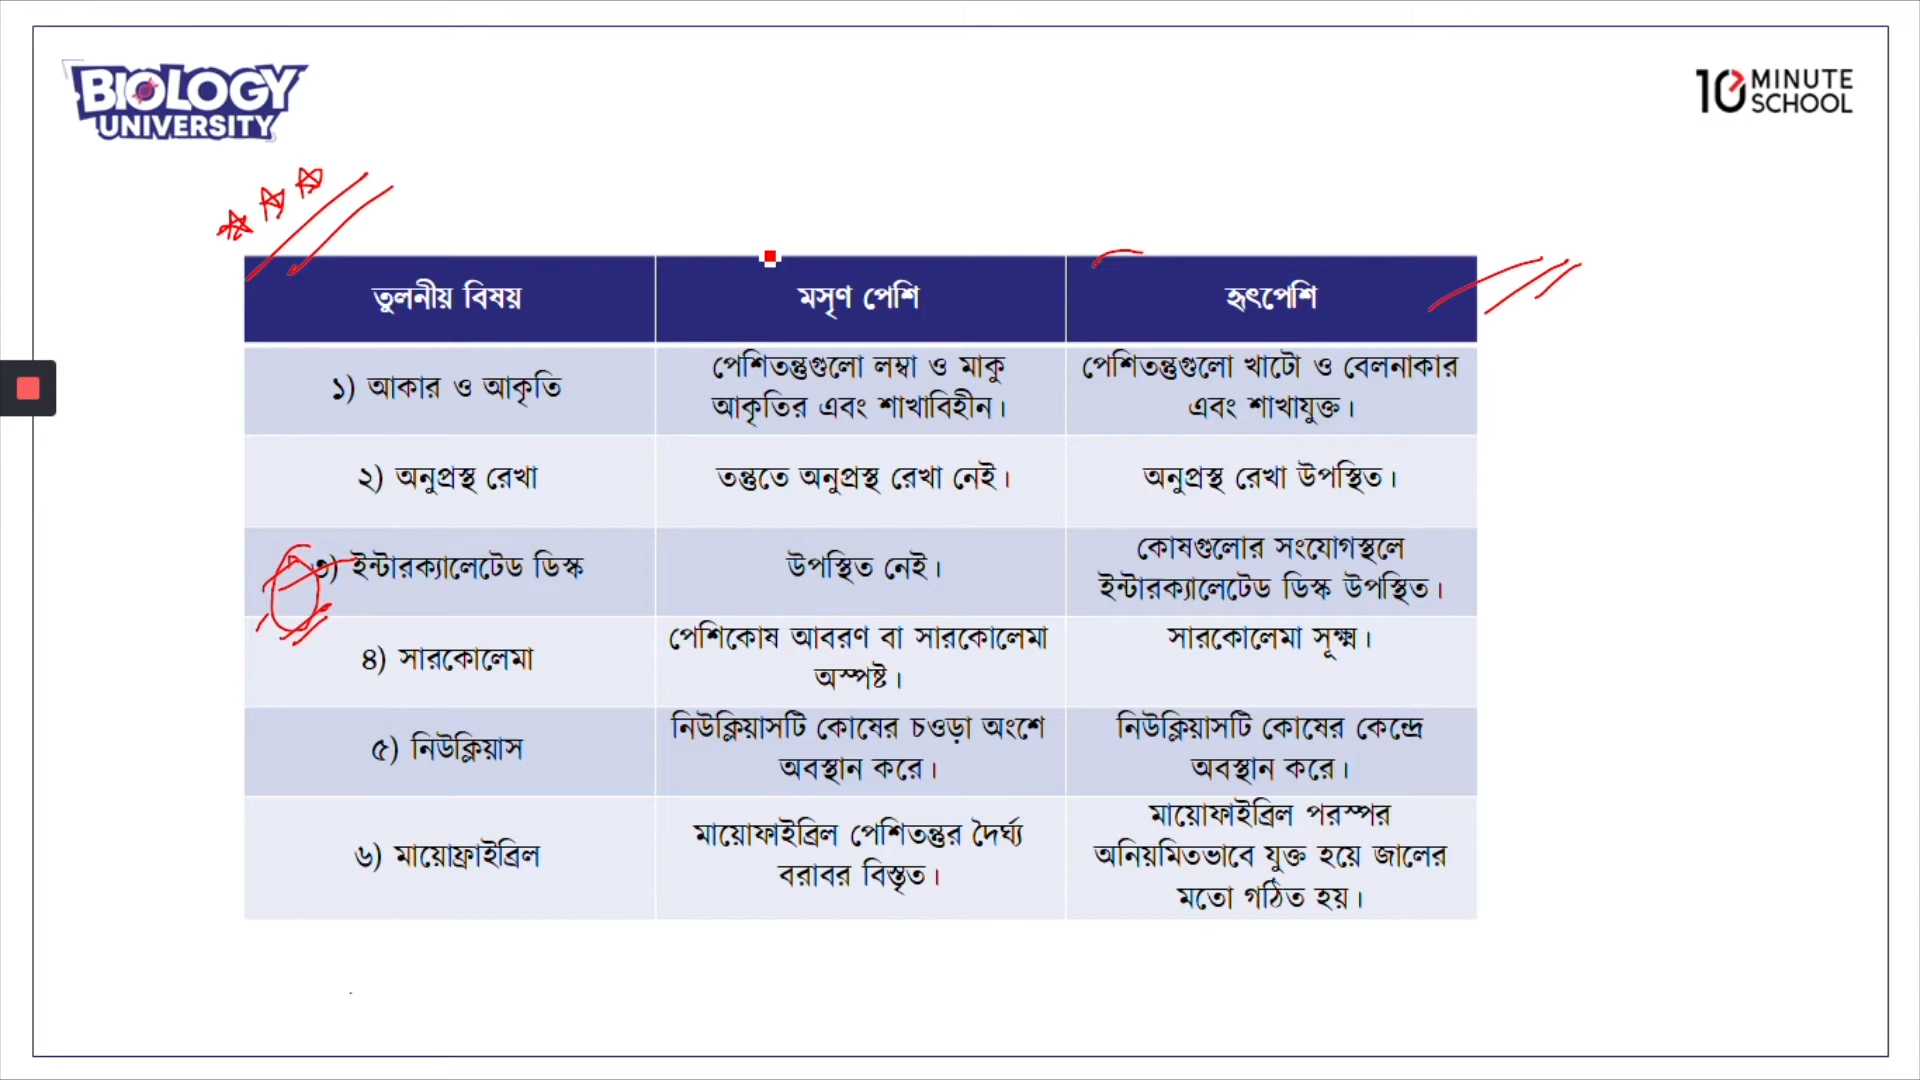 BIOLOGY
UNIVERSITY
10 MINUTE
SCHOOL
তুলনীয় বিষয়
মসৃণ পেশি
হৃৎপেশি
১) আকার ও আকৃতি
পেশিতন্তুগুলো লম্বা ও মাকু
আকৃতির এবং শাখাবিহীন।
পেশিতন্তুগুলো খাটো ও বেলনাকার
এবং শাখাযুক্ত।
২) অনুপ্রস্থ রেখা
তন্তুতে অনুপ্রস্থ রেখা নেই।
অনুপ্রস্থ রেখা উপস্থিত।
৩) ইন্টারক্যালেটেড ডিস্ক
উপস্থিত নেই।
কোষগুলোর সংযোগস্থলে
ইন্টারক্যালেটেড ডিস্ক উপস্থিত।
৪) সারকোলেমা
পেশিকোষ আবরণ বা সারকোলেমা
অস্পষ্ট।
সারকোলেমা সূক্ষ্ম।
৫) নিউক্লিয়াস
নিউক্লিয়াসটি কোষের চওড়া অংশে
অবস্থান করে।
নিউক্লিয়াসটি কোষের কেন্দ্রে
অবস্থান করে।
৬) মায়োফ্রাইব্রিল
মায়োফাইব্রিল পেশিতন্তুর দৈর্ঘ্য
বরাবর বিস্তৃত।
মায়োফাইব্রিল পরস্পর
অনিয়মিতভাবে যুক্ত হয়ে জালের
মতো গঠিত হয়।